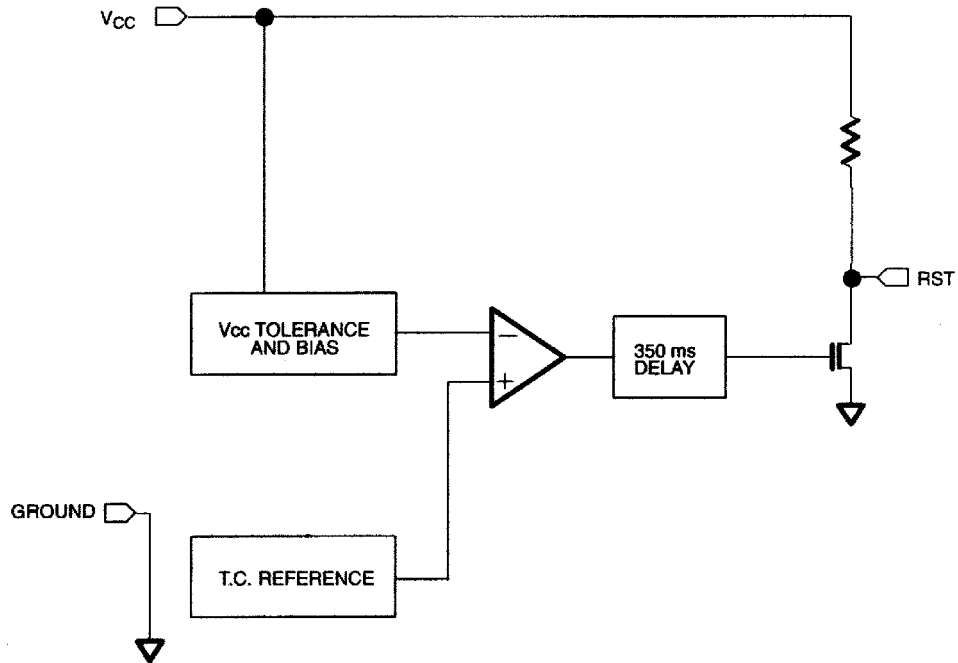 VCC
RST
Vcc TOLERANCE
AND BIAS
−
+
350 ms
DELAY
GROUND
T.C. REFERENCE